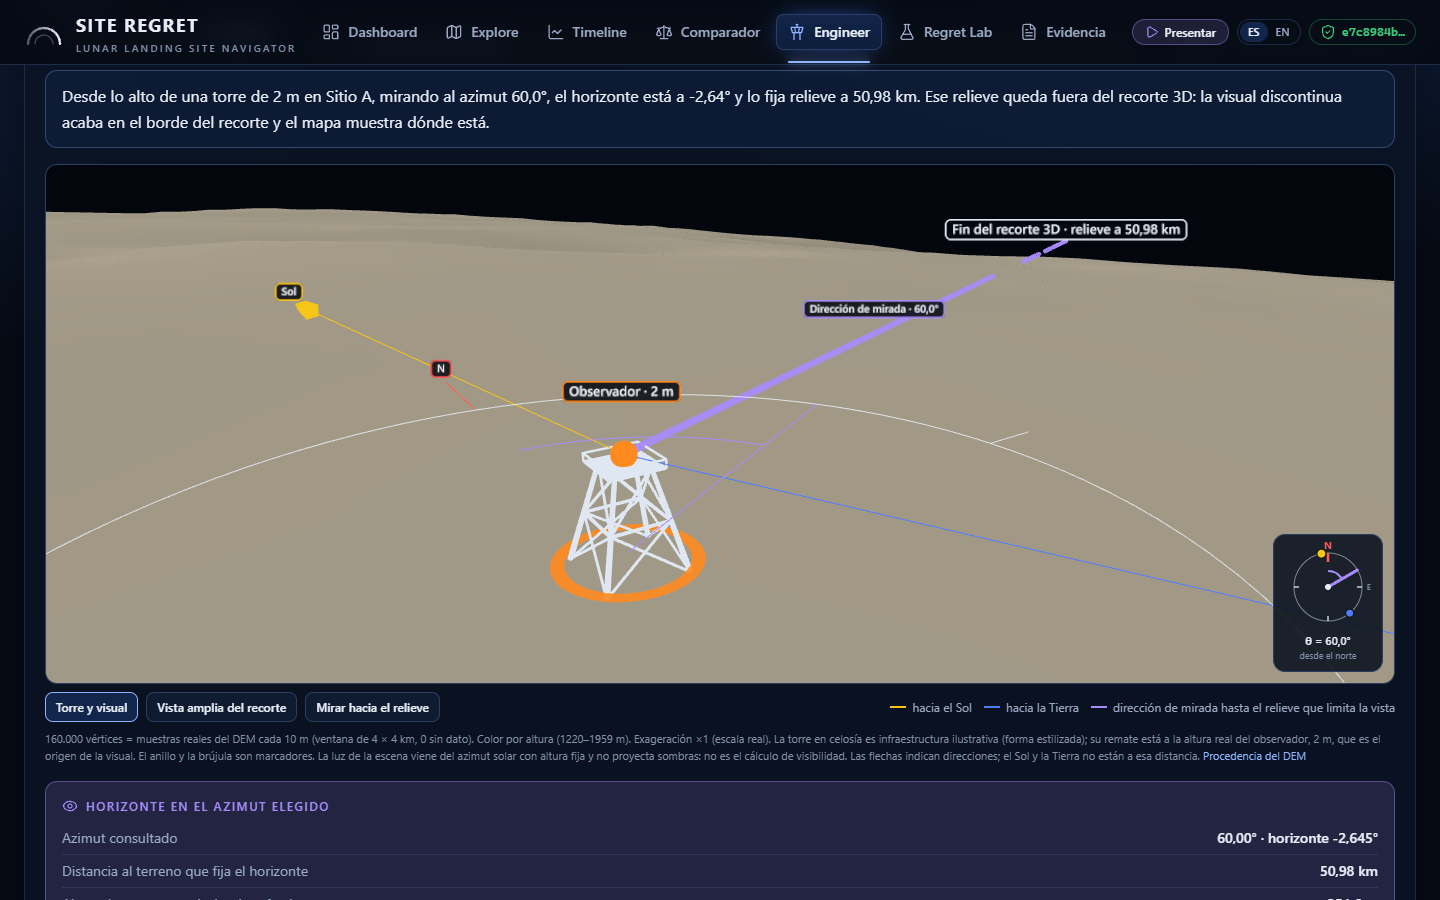 SITE REGRET
LUNAR LANDING SITE NAVIGATOR
Dashboard
Explore
Timeline
Comparador
Engineer
Regret Lab
Evidencia
Presentar
ES EN
e7c8984b...
Desde lo alto de una torre de 2 m en Sitio A, mirando al azimut 60,0°, el horizonte está a -2,64° y lo fija relieve a 50,98 km. Ese relieve queda fuera del recorte 3D: la visual discontinua
acaba en el borde del recorte y el mapa muestra dónde está.
Fin del recorte 3D · relieve a 50,98 km
Sol
Dirección de mirada · 60,0°
N
Observador · 2 m
N
E
θ = 60,0°
desde el norte
Torre y visual
Vista amplia del recorte
Mirar hacia el relieve
hacia el Sol
hacia la Tierra
dirección de mirada hasta el relieve que limita la vista
160.000 vértices = muestras reales del DEM cada 10 m (ventana de 4 × 4 km, 0 sin dato). Color por altura (1220–1959 m). Exageración ×1 (escala real). La torre en celosía es infraestructura ilustrativa (forma estilizada); su remate está a la altura real del observador, 2 m, que es el
origen de la visual. El anillo y la brújula son marcadores. La luz de la escena viene del azimut solar con altura fija y no proyecta sombras: no es el cálculo de visibilidad. Las flechas indican direcciones; el Sol y la Tierra no están a esa distancia. Procedencia del DEM
HORIZONTE EN EL AZIMUT ELEGIDO
Azimut consultado
60,00° · horizonte -2,645°
Distancia al terreno que fija el horizonte
50,98 km